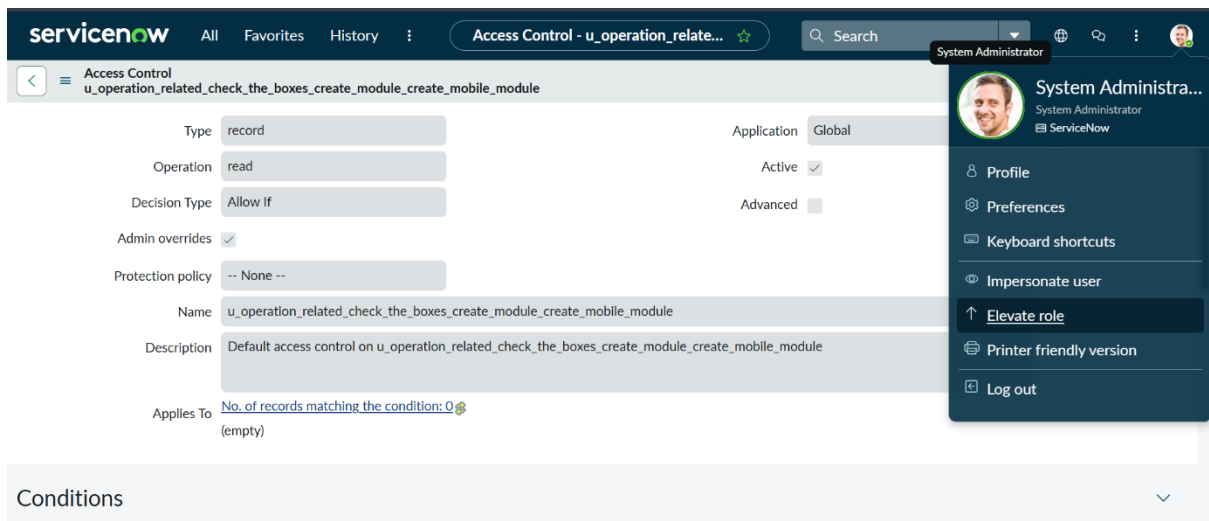 servicenow All Favorites History Access Control - u_operation_relate... Search
System Administrator
Access Control
u_operation_related_check_the_boxes_create_module_create_mobile_module
System Administra...
System Administrator
ServiceNow
Type record
Application Global
Operation read
Active
Decision Type Allow If
Advanced
Admin overrides
Protection policy -- None --
Name u_operation_related_check_the_boxes_create_module_create_mobile_module
Description Default access control on u_operation_related_check_the_boxes_create_module_create_mobile_module
Applies To No. of records matching the condition: 0
(empty)
Profile
Preferences
Keyboard shortcuts
Impersonate user
Elevate role
Printer friendly version
Log out
Conditions